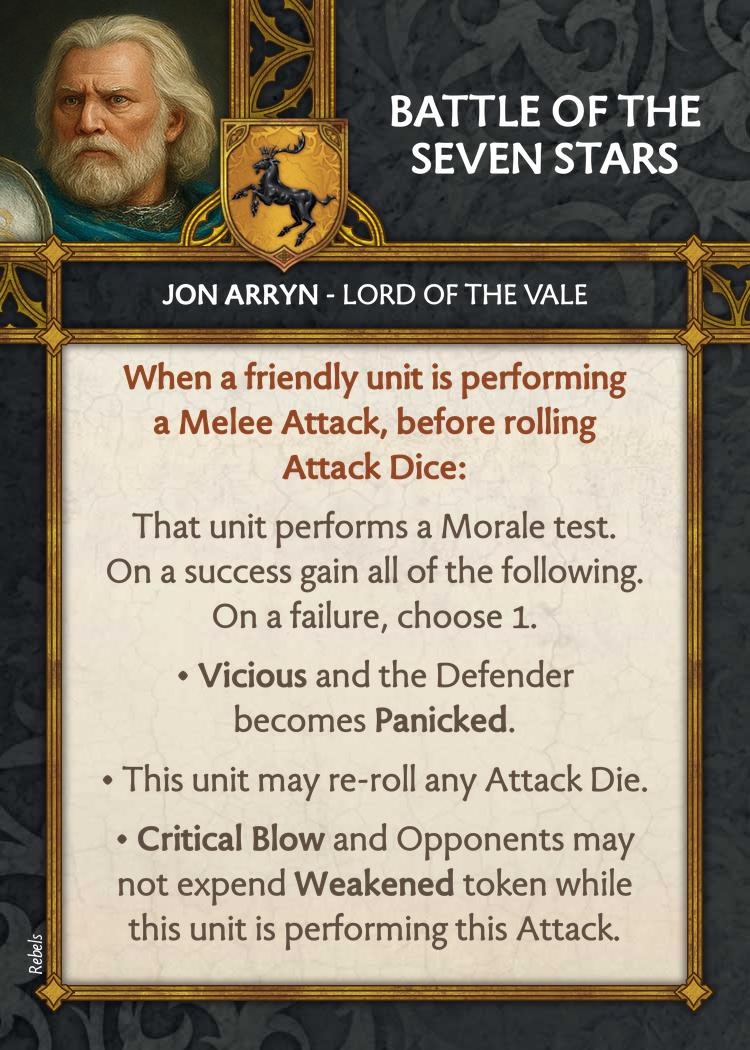 BATTLE OF THE
SEVEN STARS
JON ARRYN - LORD OF THE VALE
When a friendly unit is performing
a Melee Attack, before rolling
Attack Dice:
That unit performs a Morale test.
On a success gain all of the following.
On a failure, choose 1.
• Vicious and the Defender
becomes Panicked.
• This unit may re-roll any Attack Die.
• Critical Blow and Opponents may
not expend Weakened token while
this unit is performing this Attack.
Rebels